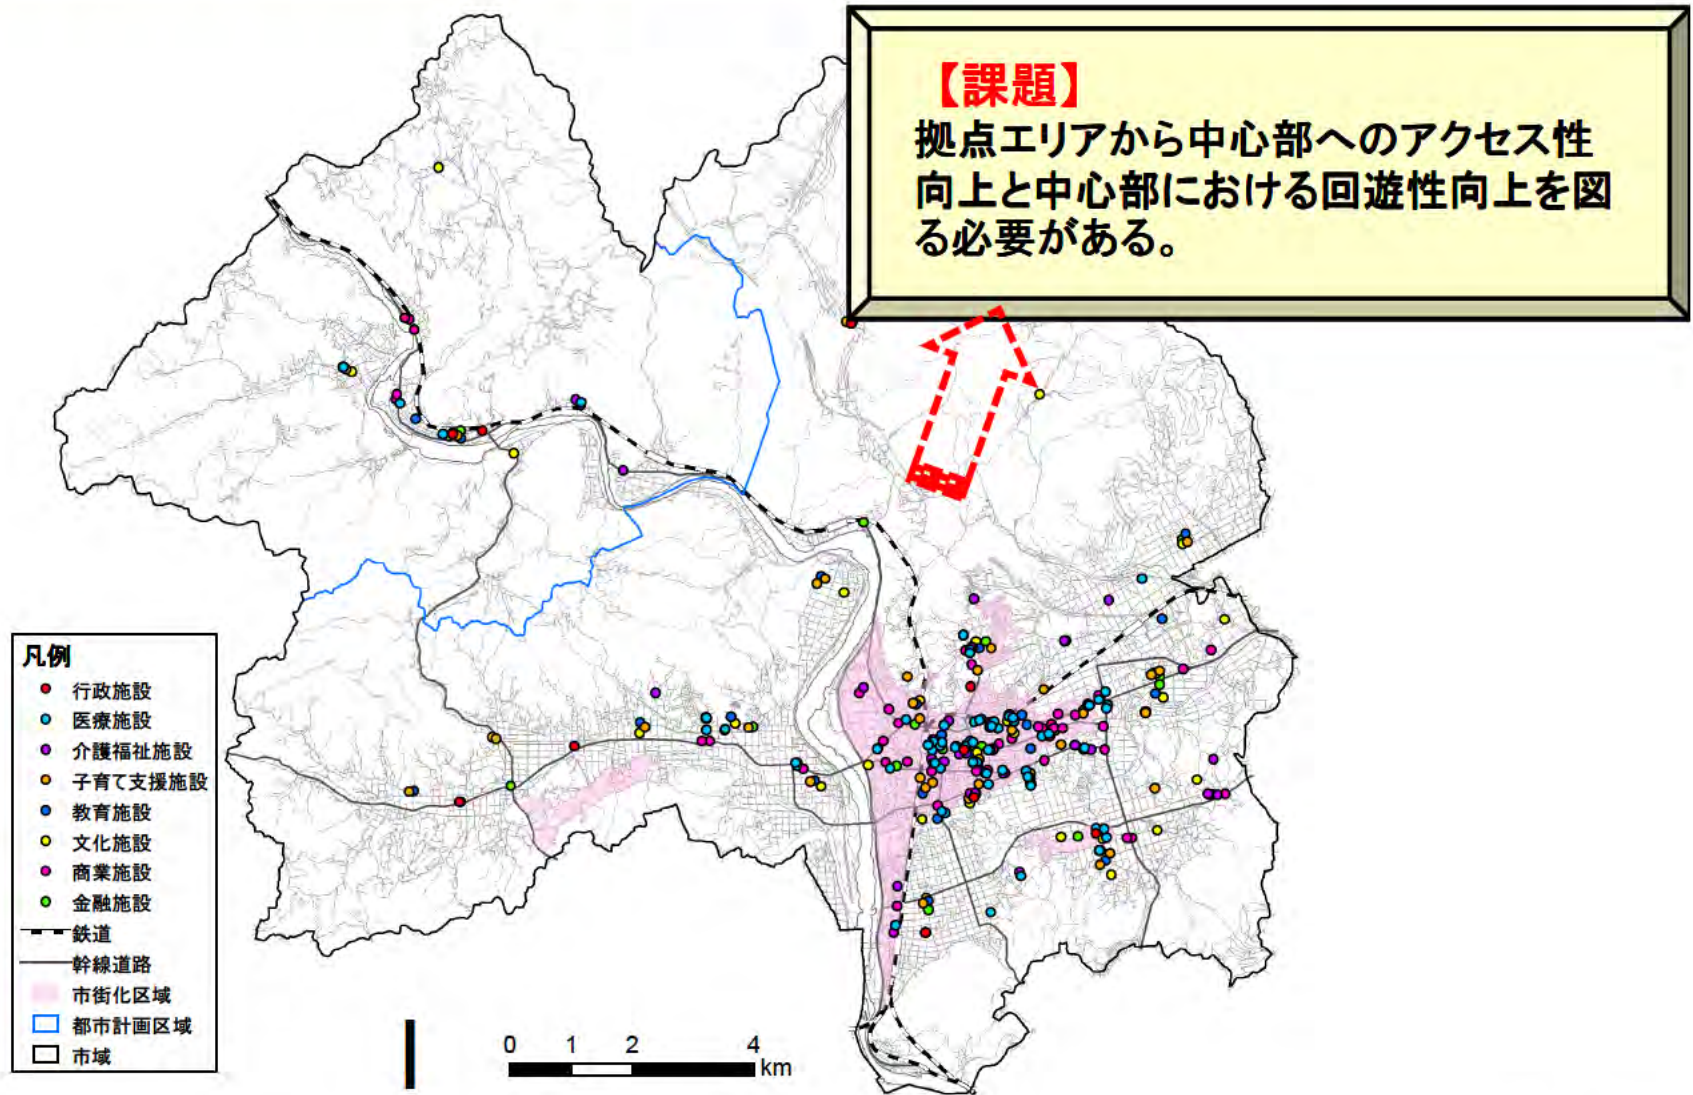 【課題】
拠点エリアから中心部へのアクセス性
向上と中心部における回遊性向上を図
る必要がある。
凡例
行政施設
医療施設
介護福祉施設
子育て支援施設
教育施設
文化施設
商業施設
金融施設
鉄道
幹線道路
市街化区域
都市計画区域
市域
0 1 2 4
km